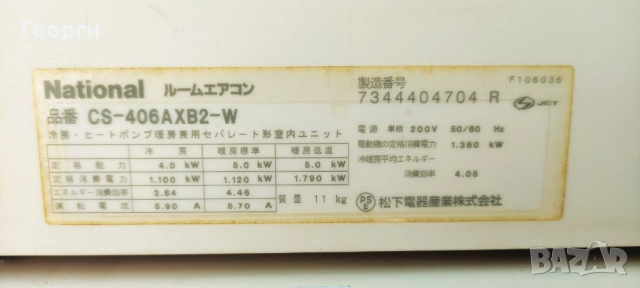 Георги
National ルームエアコン
品番 CS-406AXB2-W
冷房・ヒートポンプ暖房兼用セパレート形室内ユニット
冷房 暖房標準 暖房低温
定格能力 4.0 kW 5.0 kW 5.0 kW
定格消費電力 1.100 kW 1.120 kW 1.790 kW
エネルギー消費効率 3.64 4.46
運転電流 5.90 A 5.70 A
質量 11 kg
製造番号
F106036
7344404704 R
JET
電源 単相 200V 50/60 Hz
電動機の定格消費電力 1.360 kW
冷暖房平均エネルギー
消費効率 4.05
PSE 松下電器産業株式会社
BAZAR